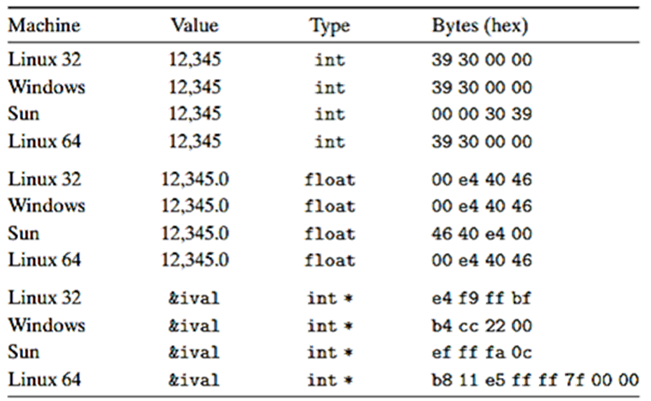 Machine Value Type Bytes (hex)
Linux 32 12,345 int 39 30 00 00
Windows 12,345 int 39 30 00 00
Sun 12,345 int 00 00 30 39
Linux 64 12,345 int 39 30 00 00
Linux 32 12,345.0 float 00 e4 40 46
Windows 12,345.0 float 00 e4 40 46
Sun 12,345.0 float 46 40 e4 00
Linux 64 12,345.0 float 00 e4 40 46
Linux 32 &ival int * e4 f9 ff bf
Windows &ival int * b4 cc 22 00
Sun &ival int * ef ff fa 0c
Linux 64 &ival int * b8 11 e5 ff ff 7f 00 00